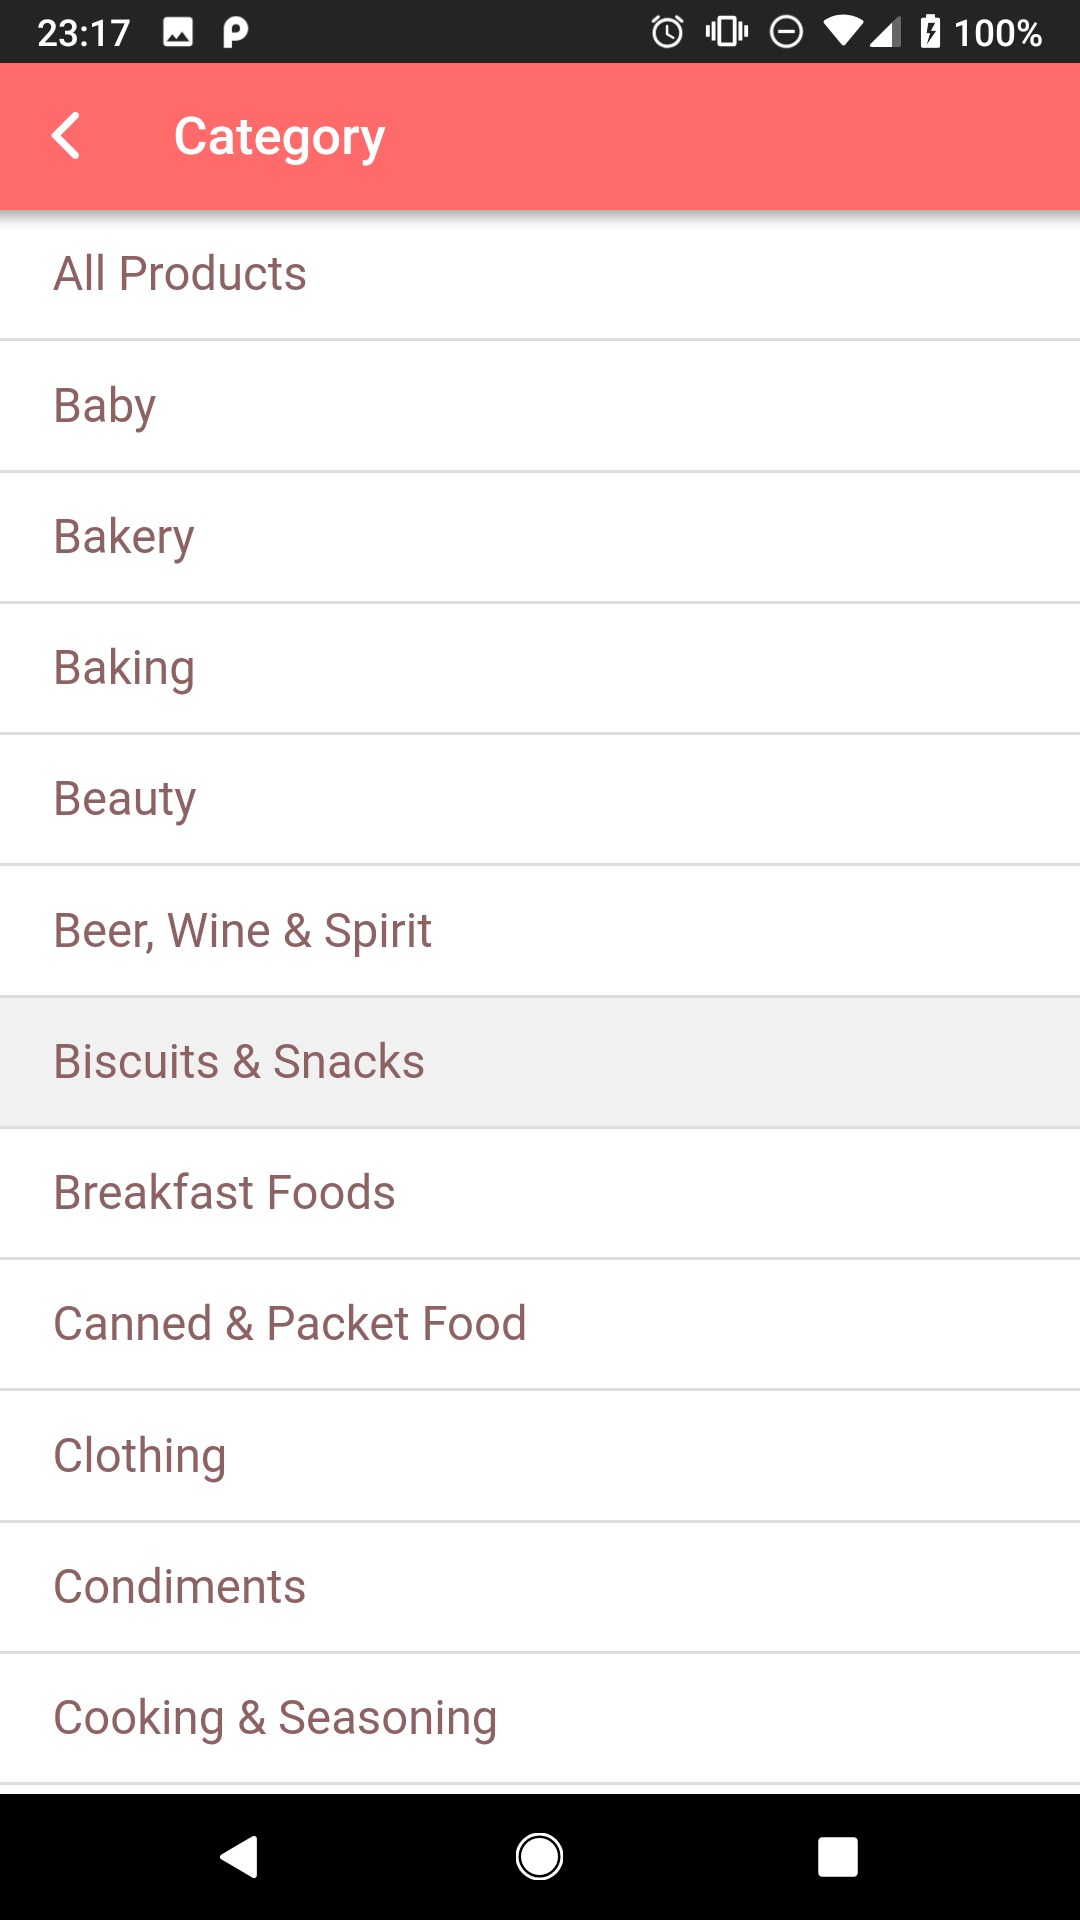 23:17 100%
Category
All Products
Baby
Bakery
Baking
Beauty
Beer, Wine & Spirit
Biscuits & Snacks
Breakfast Foods
Canned & Packet Food
Clothing
Condiments
Cooking & Seasoning